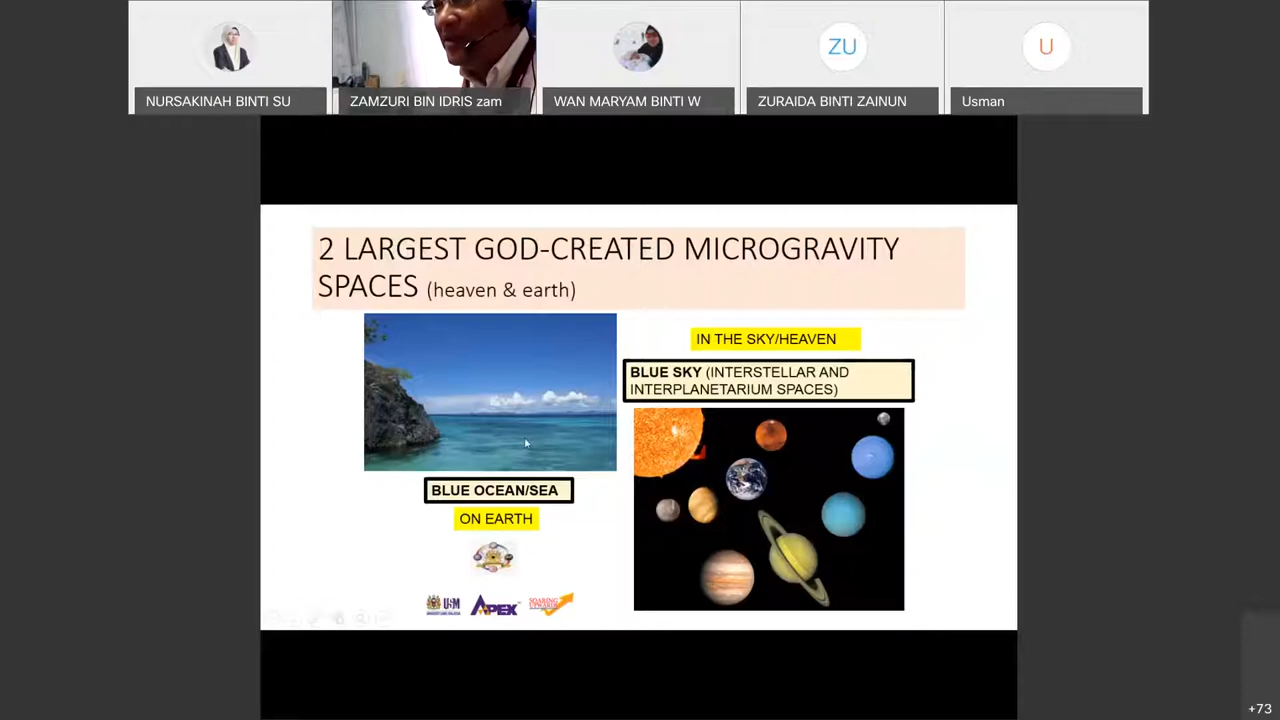 NURSAKINAH BINTI SU
ZAMZURI BIN IDRIS zam
WAN MARYAM BINTI W
ZU
ZURAIDA BINTI ZAINUN
U
Usman
2 LARGEST GOD-CREATED MICROGRAVITY
SPACES (heaven & earth)
IN THE SKY/HEAVEN
BLUE SKY (INTERSTELLAR AND
INTERPLANETARIUM SPACES)
BLUE OCEAN/SEA
ON EARTH
USM
APEX
SOARING
UPWARDS
+73